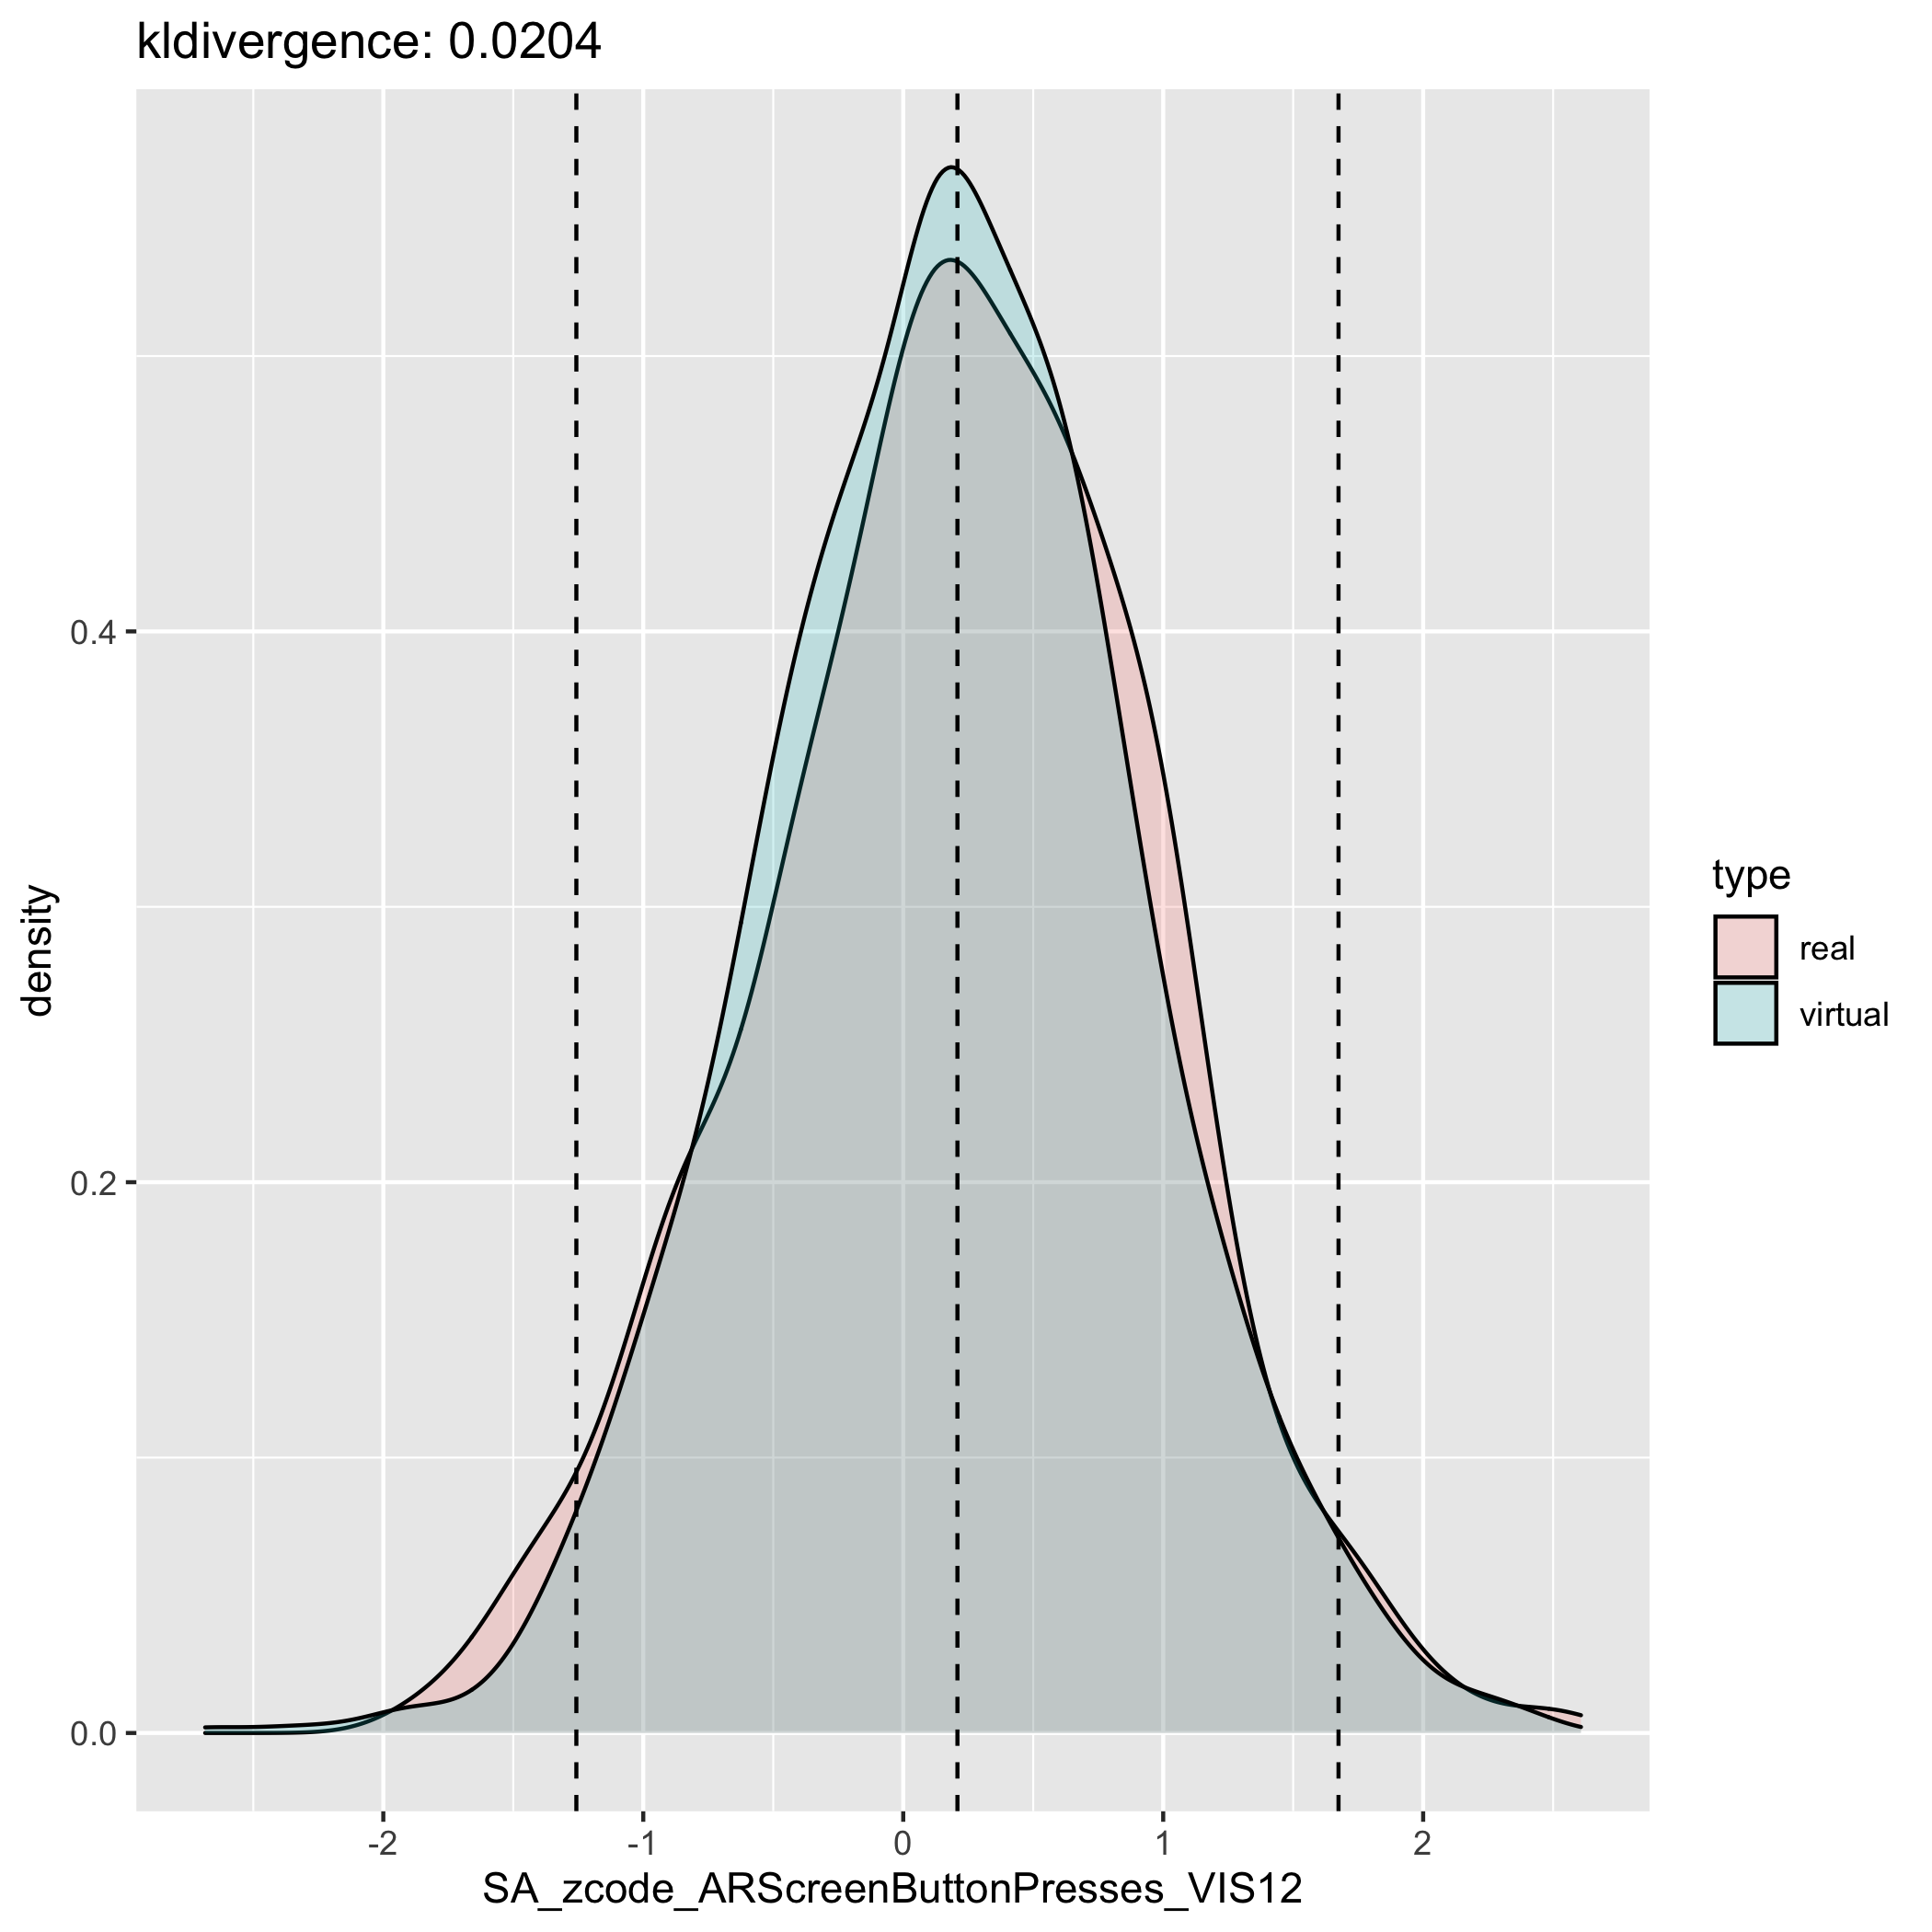 kldivergence: 0.0204
density
0.4
0.2
0.0
-2
-1
0
1
2
SA_zcode_ARScreenButtonPresses_VIS12
type
real
virtual